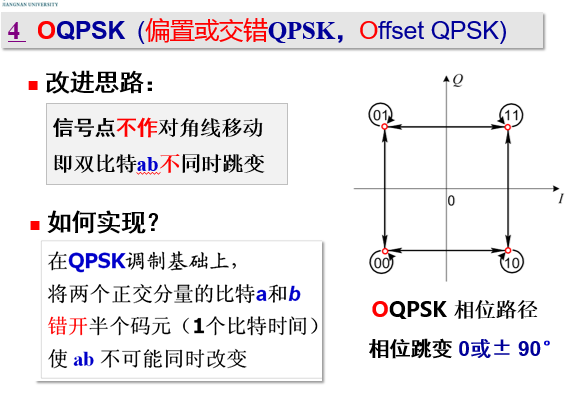 JIANGNAN UNIVERSITY
4 OQPSK (偏置或交错QPSK，Offset QPSK)
改进思路：
信号点不作对角线移动
即双比特ab不同时跳变
如何实现？
在QPSK调制基础上，
将两个正交分量的比特a和b
错开半个码元（1个比特时间）
使 ab 不可能同时改变
Q
01
11
0
I
00
10
OQPSK 相位路径
相位跳变 0或± 90°